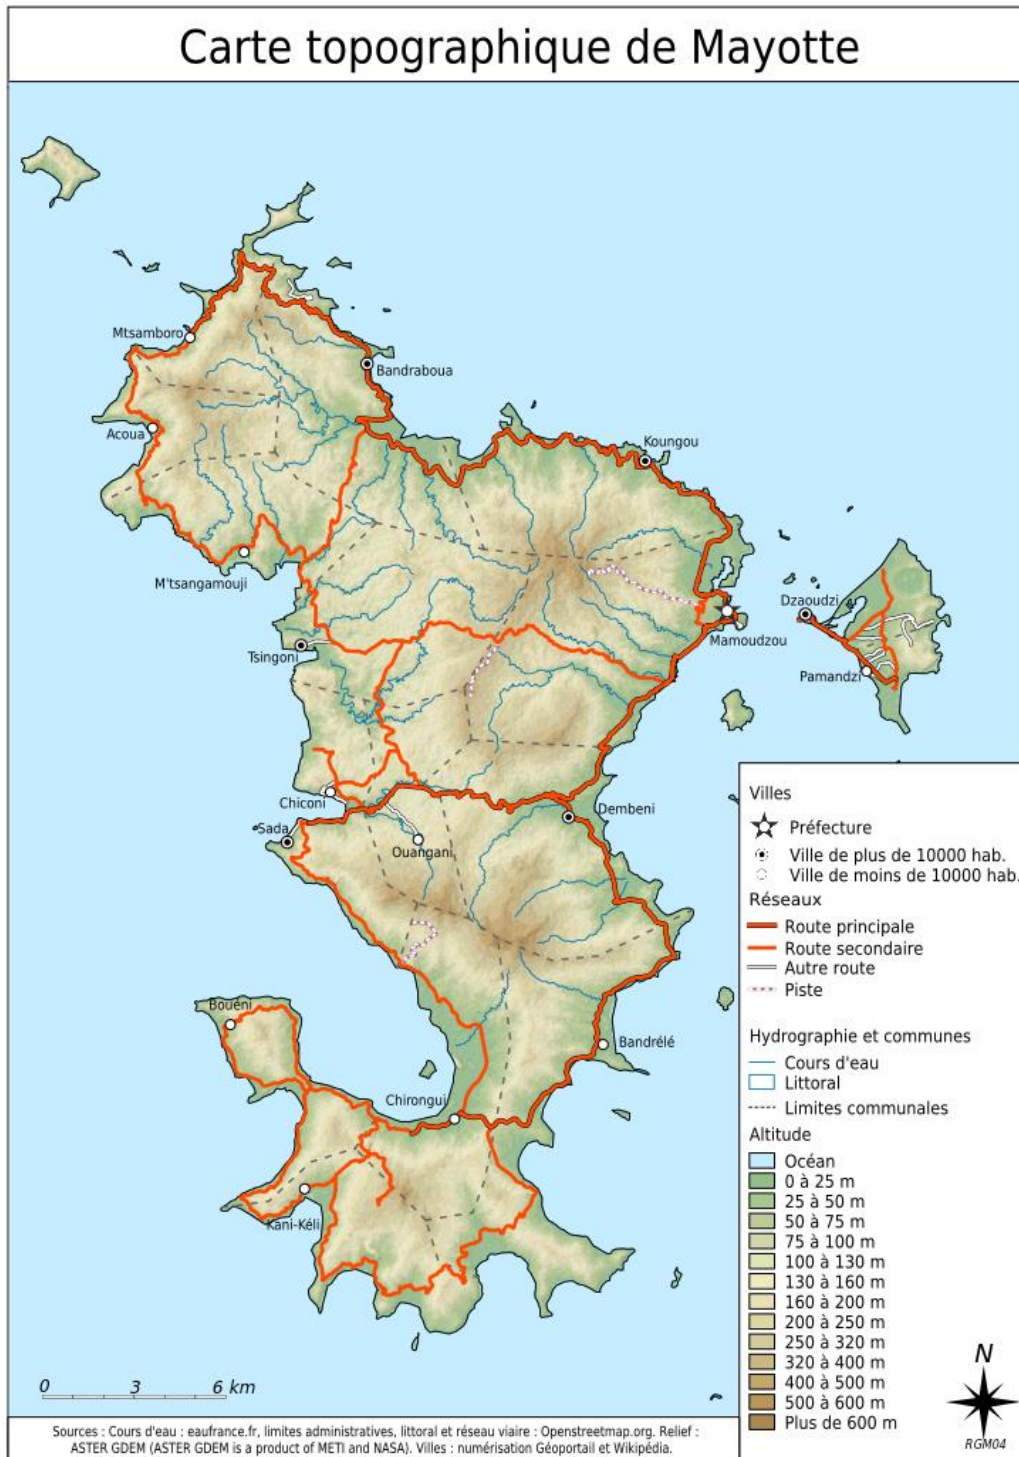 Carte topographique de Mayotte
Mtsamboro
Bandraboua
Acoua
Koungou
M'tsangamouji
Dzaoudzi
Mamoudzou
Tsingoni
Pamandzi
Chiconi
Dembeni
Sada
Ouangani
Bouéni
Bandrélé
Chirongui
Kani-Kéli
Villes
Préfecture
Ville de plus de 10000 hab.
Ville de moins de 10000 hab.
Réseaux
Route principale
Route secondaire
Autre route
Piste
Hydrographie et communes
Cours d'eau
Littoral
Limites communales
Altitude
Océan
0 à 25 m
25 à 50 m
50 à 75 m
75 à 100 m
100 à 130 m
130 à 160 m
160 à 200 m
200 à 250 m
250 à 320 m
320 à 400 m
400 à 500 m
500 à 600 m
Plus de 600 m
N
RGM04
0 3 6 km
Sources : Cours d'eau : eaufrance.fr, limites administratives, littoral et réseau viaire : Openstreetmap.org. Relief :
ASTER GDEM (ASTER GDEM is a product of METI and NASA). Villes : numérisation Géoportail et Wikipédia.